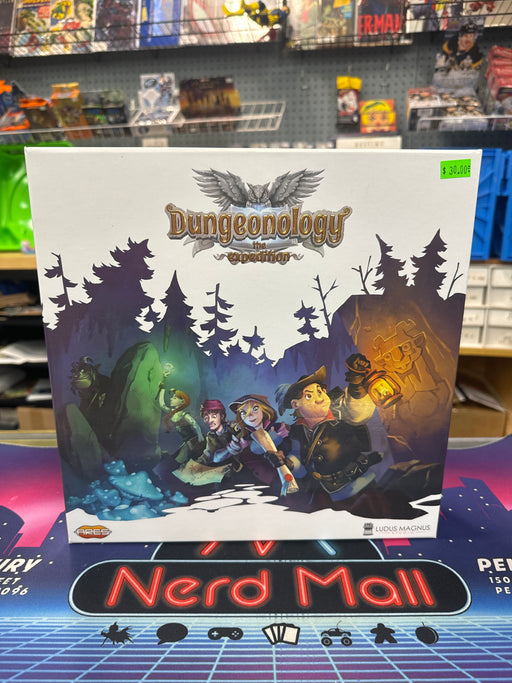 $ 30.00
Dungeonology
the
expedition
ARES
LUDUS MAGNUS
Nerd Mall